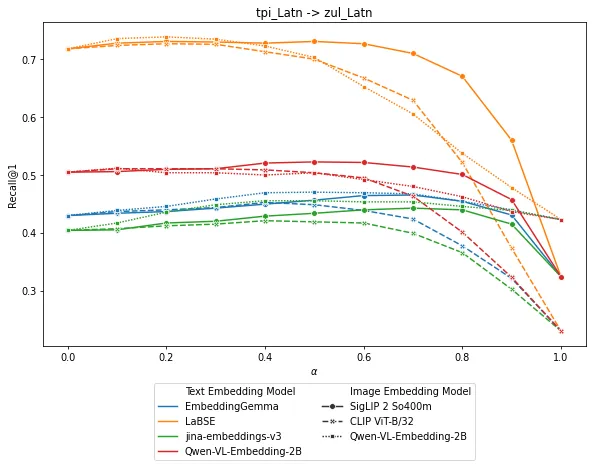 tpi_Latn -> zul_Latn
Recall@1
0.7
0.6
0.5
0.4
0.3
0.0
0.2
0.4
0.6
0.8
1.0
α
Text Embedding Model
EmbeddingGemma
LaBSE
jina-embeddings-v3
Qwen-VL-Embedding-2B
Image Embedding Model
SigLIP 2 So400m
CLIP ViT-B/32
Qwen-VL-Embedding-2B